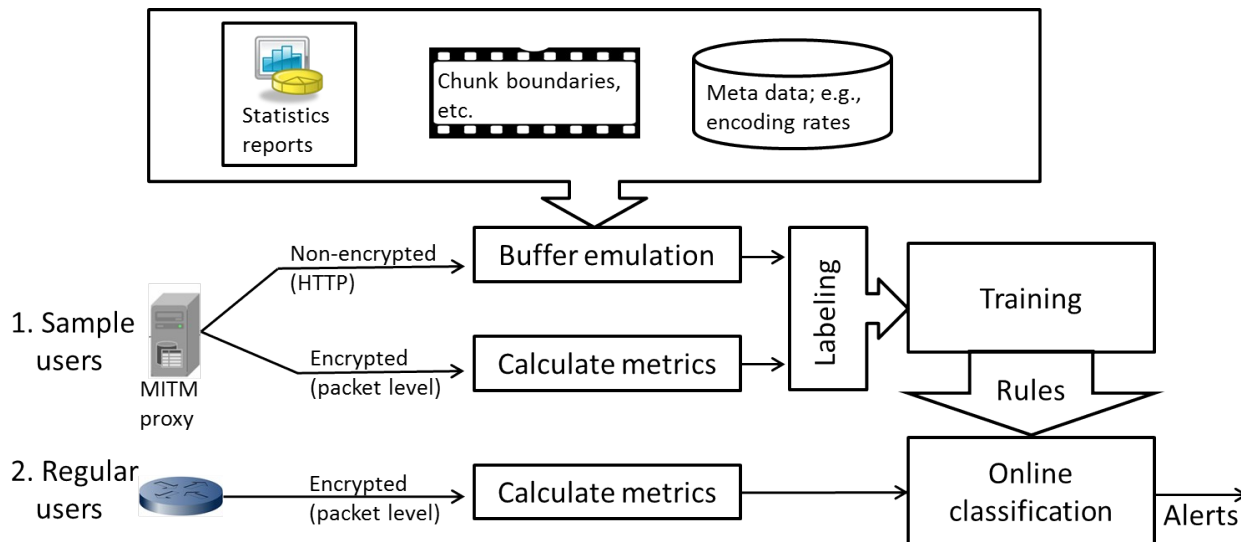 Statistics
reports
Chunk boundaries,
etc.
Meta data; e.g.,
encoding rates
Non-encrypted
(HTTP)
Buffer emulation
Labeling
Training
1. Sample
users
MITM
proxy
Encrypted
(packet level)
Calculate metrics
Rules
2. Regular
users
Encrypted
(packet level)
Calculate metrics
Online
classification
Alerts